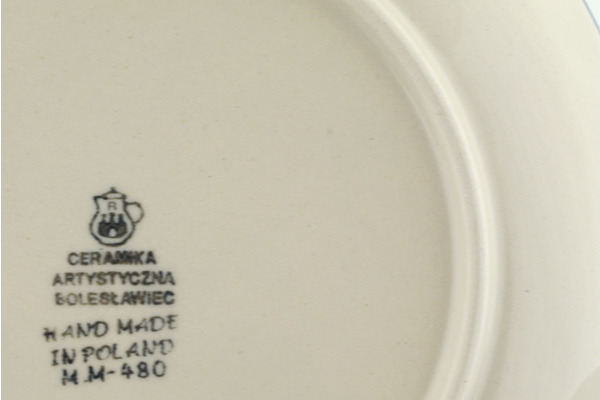 CERAMIKA
ARTYSTYCZNA
BOLESŁAWIEC
HAND MADE
IN POLAND
M.M-480